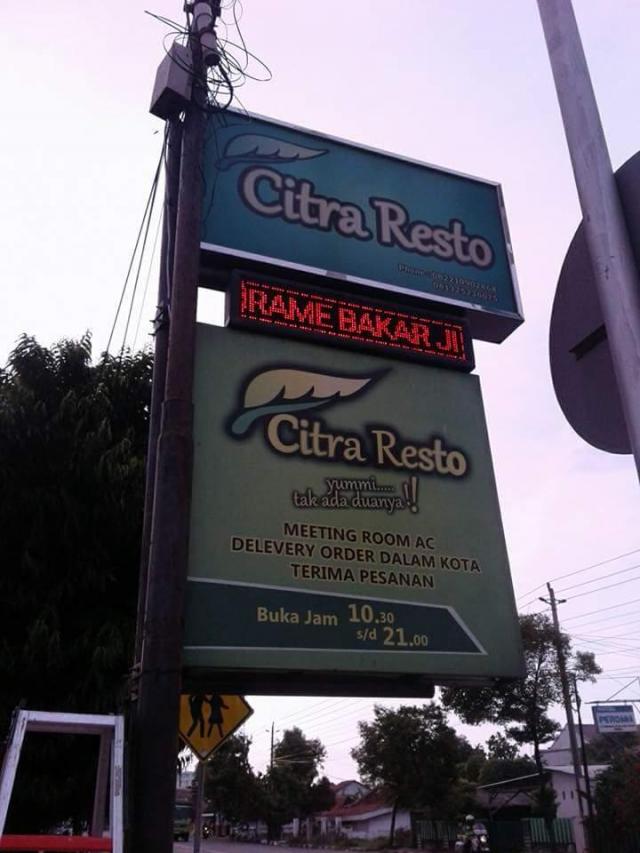 Citra Resto
IRAME BAKAR JI
Citra Resto
yummi.....
tak ada duanya!!
MEETING ROOM AC
DELEVERY ORDER DALAM KOTA
TERIMA PESANAN
Buka Jam 10.30
s/d 21.00